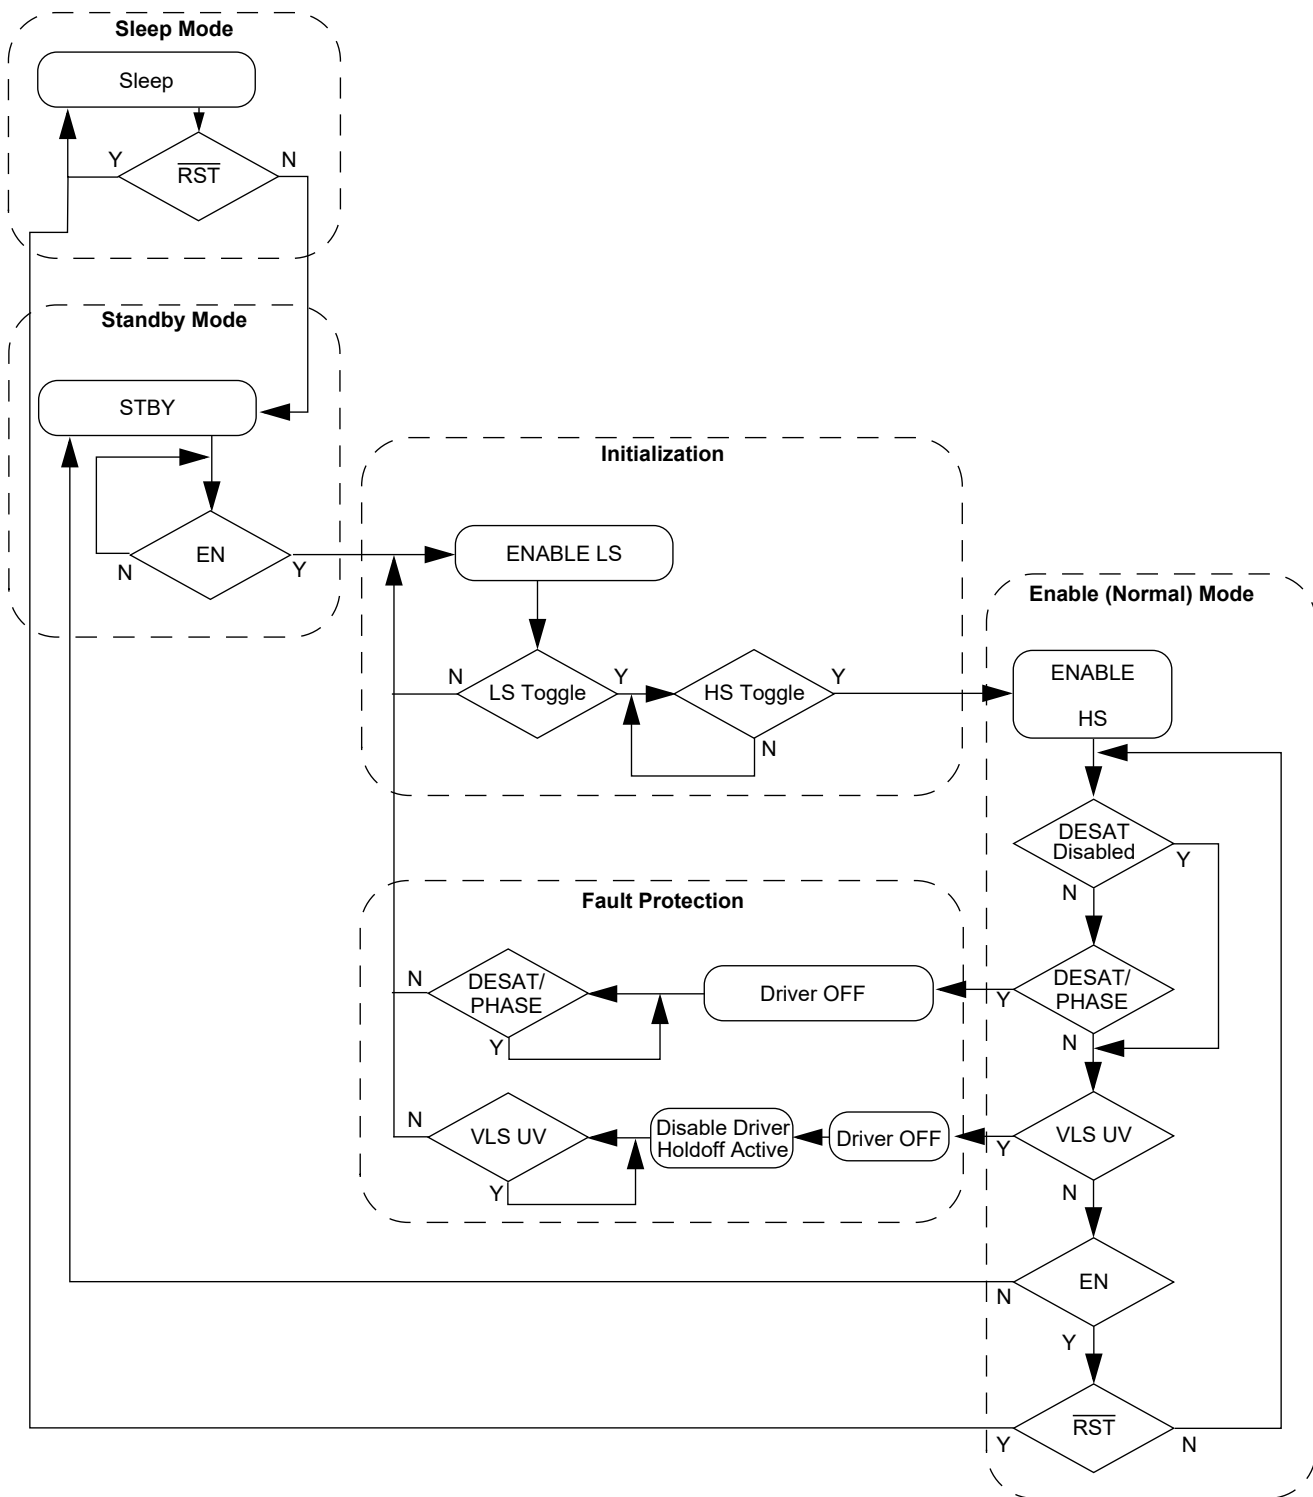 Sleep Mode
Sleep
Y
RST
N
Standby Mode
STBY
EN
N
Y
Initialization
ENABLE LS
N
LS Toggle
Y
HS Toggle
Y
N
Enable (Normal) Mode
ENABLE
HS
DESAT
Disabled
Y
N
DESAT/
PHASE
Y
N
VLS UV
Y
N
EN
N
Y
RST
Y
N
Fault Protection
N
DESAT/
PHASE
Y
Driver OFF
N
VLS UV
Y
Disable Driver
Holdoff Active
Driver OFF